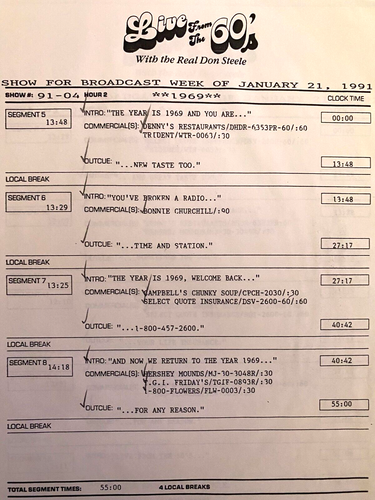 Live From The 60's
With the Real Don Steele
SHOW FOR BROADCAST WEEK OF JANUARY 21, 1991
SHOW #: 91-04 HOUR 2 **1969** CLOCK TIME
SEGMENT 5 INTRO: "THE YEAR IS 1969 AND YOU ARE..." 00:00
13:48 COMMERCIAL(S): DENNY'S RESTAURANTS/DHDR-6353PR-60/:60
TRIDENT/WTR-0063/:30
OUTCUE: "...NEW TASTE TOO." 13:48
LOCAL BREAK
SEGMENT 6 INTRO: "YOU'VE BROKEN A RADIO..." 13:48
13:29 COMMERCIAL(S): BONNIE CHURCHILL/:90
OUTCUE: "...TIME AND STATION." 27:17
LOCAL BREAK
SEGMENT 7 INTRO: "THE YEAR IS 1969, WELCOME BACK..." 27:17
13:25 COMMERCIAL(S): CAMPBELL'S CHUNKY SOUP/CPCH-2030/:30
SELECT QUOTE INSURANCE/DSV-2600-60/:60
OUTCUE: "...1-800-457-2600." 40:42
LOCAL BREAK
SEGMENT 8 INTRO: "AND NOW WE RETURN TO THE YEAR 1969..." 40:42
14:18 COMMERCIAL(S): HERSHEY MOUNDS/MJ-30-3048R/:30
T.G.I. FRIDAY'S/TGIF-0893R/:30
1-800-FLOWERS/FLW-0003/:30
OUTCUE: "...FOR ANY REASON." 55:00
LOCAL BREAK
TOTAL SEGMENT TIMES: 55:00 4 LOCAL BREAKS